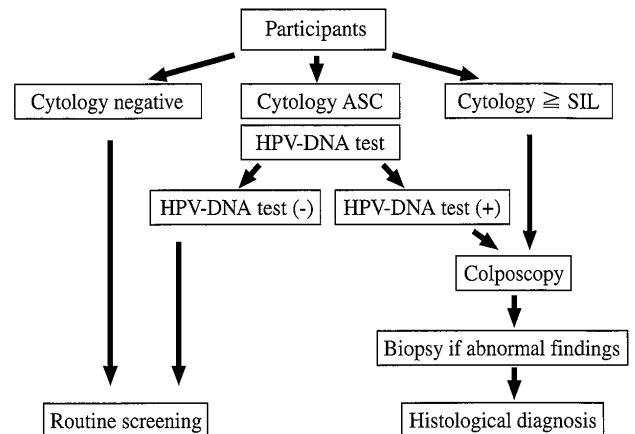 Participants
Cytology negative
Cytology ASC
Cytology ≧ SIL
HPV-DNA test
HPV-DNA test (-)
HPV-DNA test (+)
Colposcopy
Biopsy if abnormal findings
Routine screening
Histological diagnosis